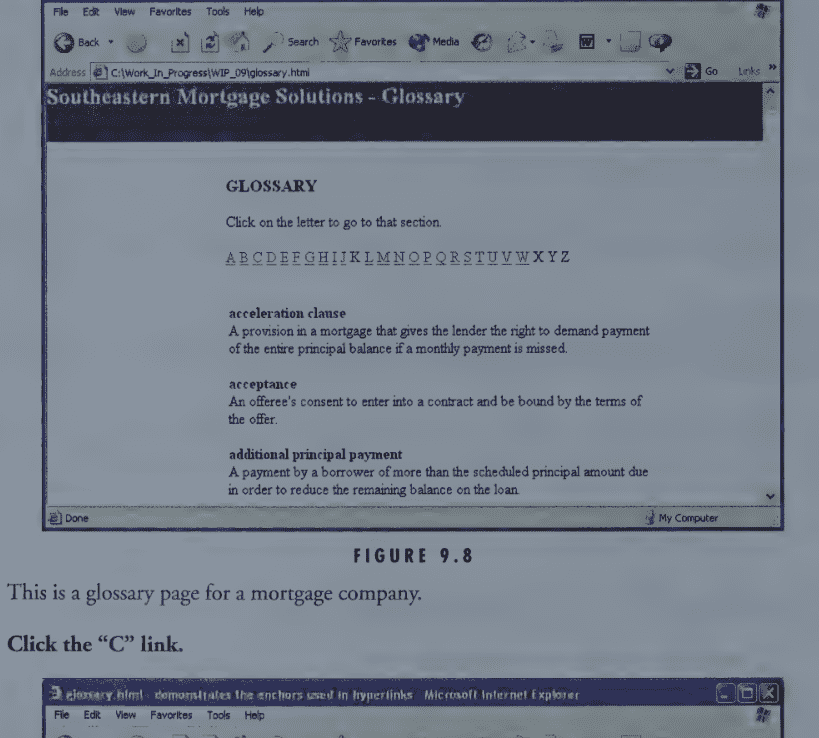 File Edit View Favorites Tools Help
Back Search Favorites Media
Address C:\Work_In_Progress\WIP_09\glossary.html Go Links »
Southeastern Mortgage Solutions - Glossary
GLOSSARY
Click on the letter to go to that section.
A B C D E F G H I J K L M N O P Q R S T U V W X Y Z
acceleration clause
A provision in a mortgage that gives the lender the right to demand payment
of the entire principal balance if a monthly payment is missed.
acceptance
An offeree's consent to enter into a contract and be bound by the terms of
the offer.
additional principal payment
A payment by a borrower of more than the scheduled principal amount due
in order to reduce the remaining balance on the loan.
Done My Computer
FIGURE 9.8
This is a glossary page for a mortgage company.
Click the “C” link.
glossary.html - demonstrates the anchors used in hyperlinks - Microsoft Internet Explorer
File Edit View Favorites Tools Help